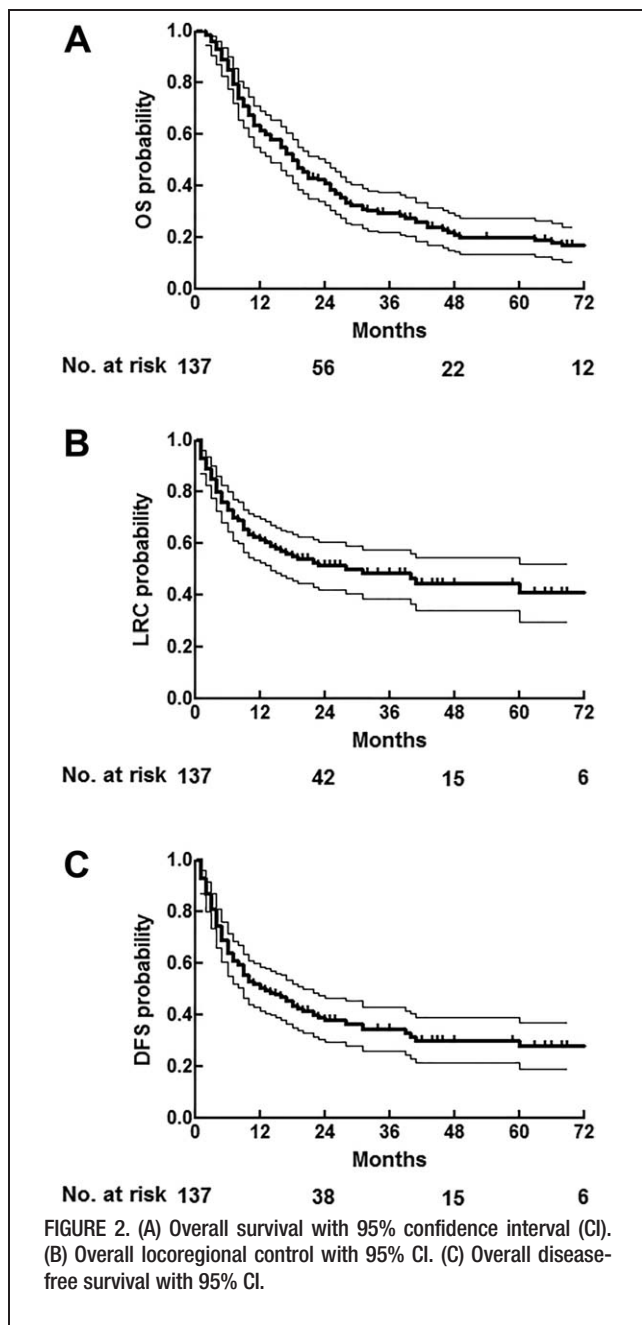 A
OS probability
1.0
0.8
0.6
0.4
0.2
0.0
0 12 24 36 48 60 72
Months
No. at risk 137 56 22 12
B
LRC probability
1.0
0.8
0.6
0.4
0.2
0.0
0 12 24 36 48 60 72
Months
No. at risk 137 42 15 6
C
DFS probability
1.0
0.8
0.6
0.4
0.2
0.0
0 12 24 36 48 60 72
Months
No. at risk 137 38 15 6
FIGURE 2. (A) Overall survival with 95% confidence interval (CI).
(B) Overall locoregional control with 95% CI. (C) Overall disease-
free survival with 95% CI.